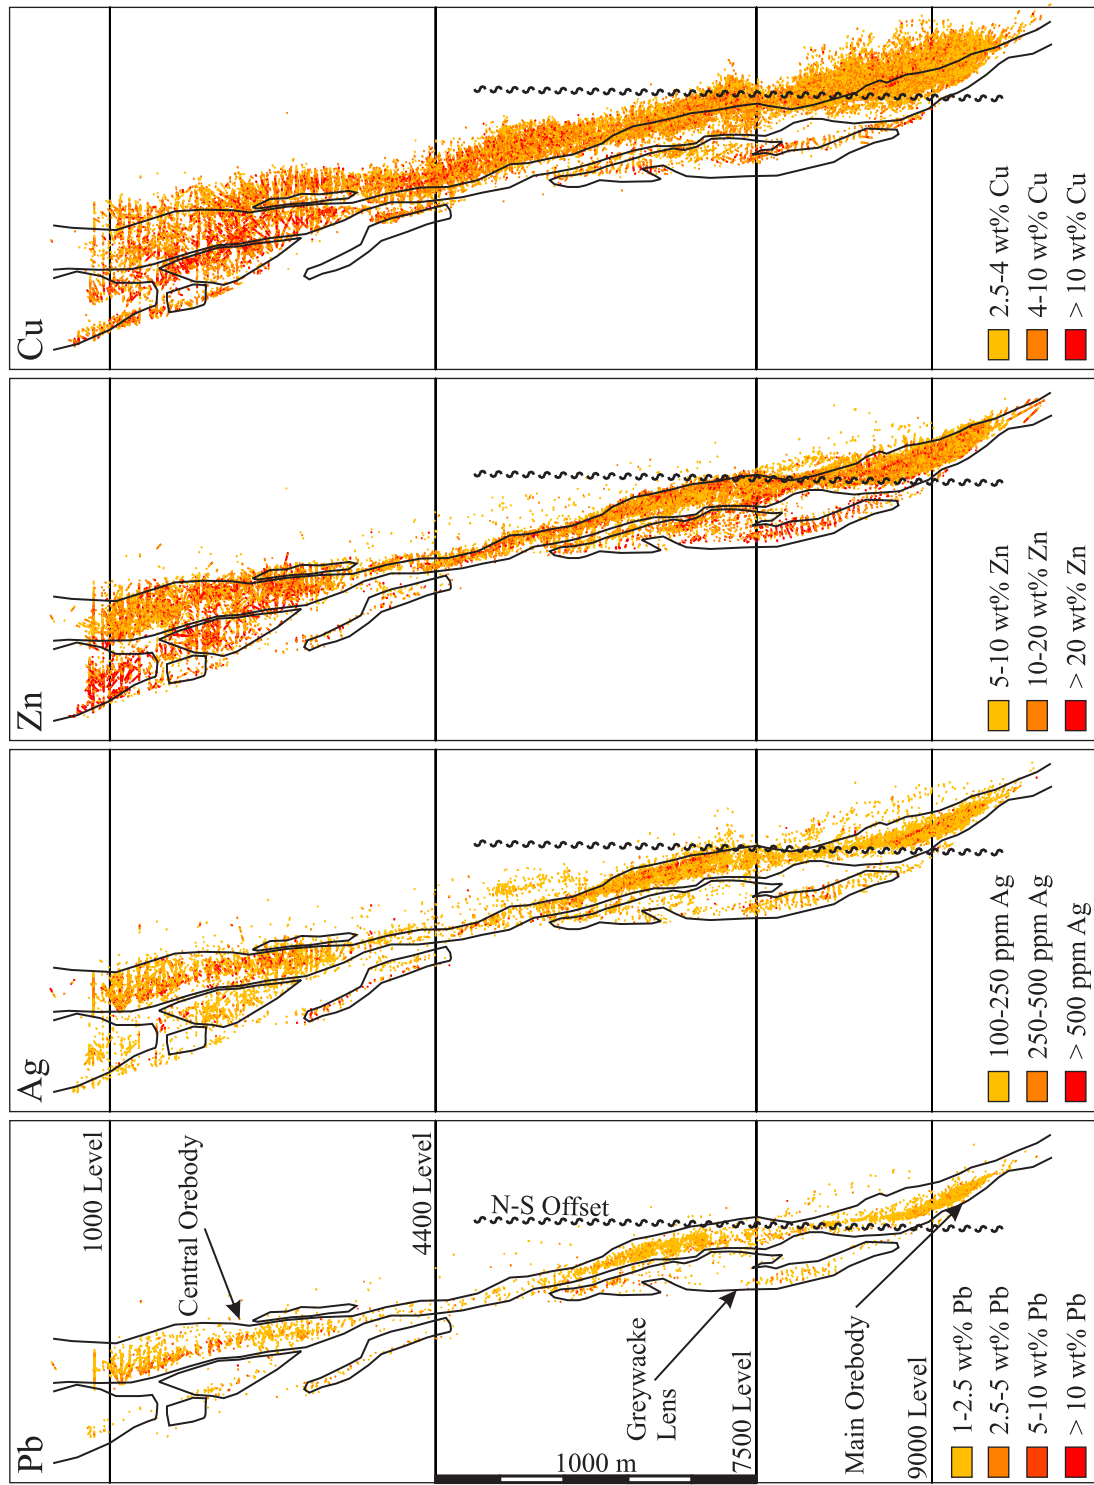 Cu
2.5-4 wt% Cu
4-10 wt% Cu
> 10 wt% Cu
Zn
5-10 wt% Zn
10-20 wt% Zn
> 20 wt% Zn
Ag
100-250 ppm Ag
250-500 ppm Ag
> 500 ppm Ag
Pb
1000 Level
Central Orebody
4400 Level
N-S Offset
1000 m
Greywacke
Lens
7500 Level
Main Orebody
9000 Level
1-2.5 wt% Pb
2.5-5 wt% Pb
5-10 wt% Pb
> 10 wt% Pb